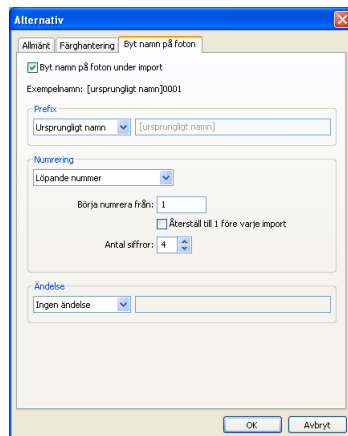 Alternativ
Allmänt Färghantering Byt namn på foton
Byt namn på foton under import
Exempelnamn: [ursprungligt namn]0001
Prefix
Ursprungligt namn [ursprungligt namn]
Numrering
Löpande nummer
Börja numrera från: 1
Återställ till 1 före varje import
Antal siffror: 4
Ändelse
Ingen ändelse
OK Avbryt